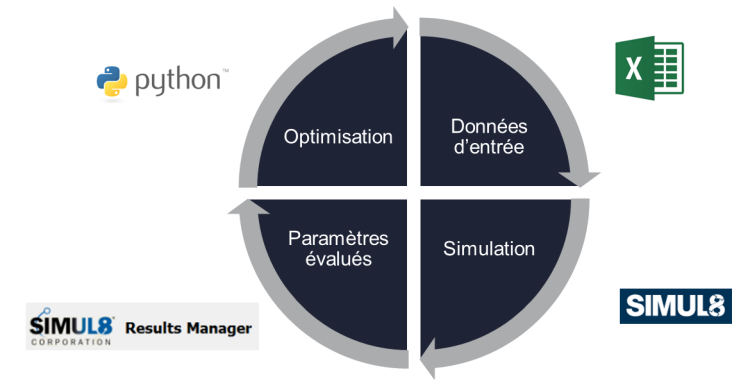 python™
X
Optimisation
Données
d'entrée
Paramètres
évalués
Simulation
SIMUL8
CORPORATION
Results Manager
SIMUL8